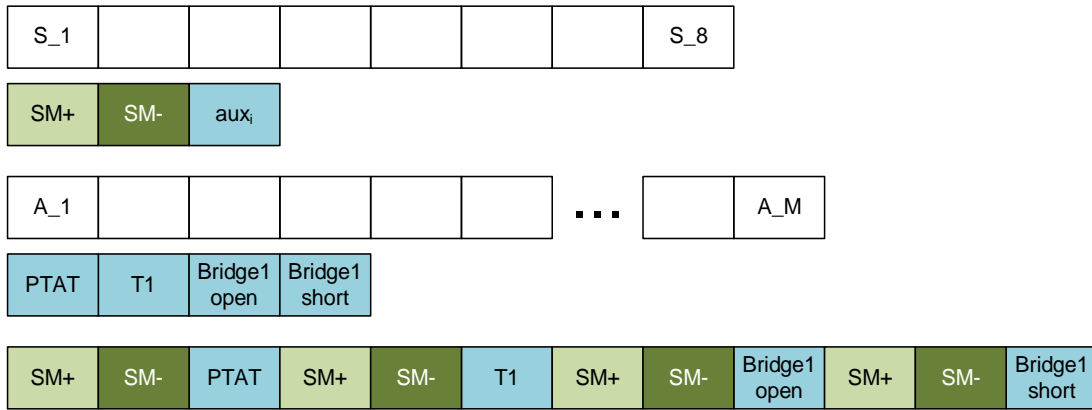 S_1 S_8
SM+ SM- auxᵢ
A_1 ... A_M
PTAT T1 Bridge1 open Bridge1 short
SM+ SM- PTAT SM+ SM- T1 SM+ SM- Bridge1 open SM+ SM- Bridge1 short